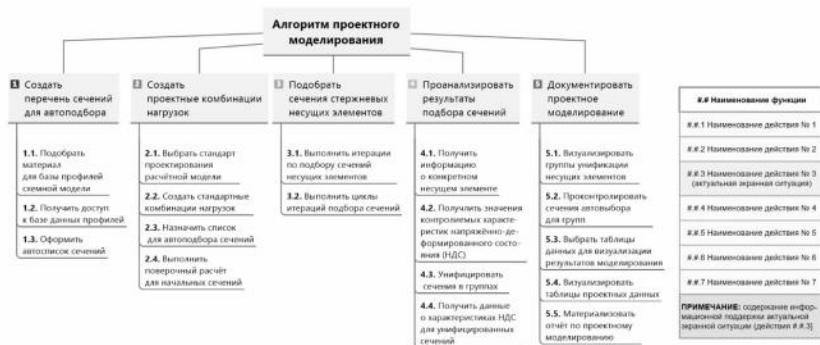 Алгоритм проектного
моделирования
1 Создать
перечень сечений
для автоподбора
1.1. Подобрать
материал
для базы профилей
схемной модели
1.2. Получить доступ
к базе данных профилей
1.3. Оформить
автосписок сечений
2 Создать
проектные комбинации
нагрузок
2.1. Выбрать стандарт
проектирования
расчётной модели
2.2. Создать стандартные
комбинации нагрузок
2.3. Назначить список
для автоподбора сечений
2.4. Выполнить
поверочный расчёт
для начальных сечений
3 Подобрать
сечения стержневых
несущих элементов
3.1. Выполнить итерации
по подбору сечений
несущих элементов
3.2. Выполнить циклы
итераций подбора сечений
4 Проанализировать
результаты
подбора сечений
4.1. Получить
информацию
о конкретном
несущем элементе
4.2. Получить значения
контролируемых характе-
ристик напряжённо-де-
формированного состо-
яния (НДС)
4.3. Унифицировать
сечения в группах
4.4. Получить данные
о характеристиках НДС
для унифицированных
сечений
5 Документировать
проектное
моделирование
5.1. Визуализировать
группы унификации
несущих элементов
5.2. Проконтролировать
сечения автовыбора
для групп
5.3. Выбрать таблицы
данных для визуализации
результатов моделирования
5.4. Визуализировать
таблицы проектных данных
5.5. Материализовать
отчёт по проектному
моделированию
#.# Наименование функции
#.#.1 Наименование действия № 1
#.#.2 Наименование действия № 2
#.#.3 Наименование действия № 3
(актуальная экранная ситуация)
#.#.4 Наименование действия № 4
#.#.5 Наименование действия № 5
#.#.6 Наименование действия № 6
#.#.7 Наименование действия № 7
ПРИМЕЧАНИЕ: содержание инфор-
мационной поддержки актуальной
экранной ситуации (действия #.#.3)